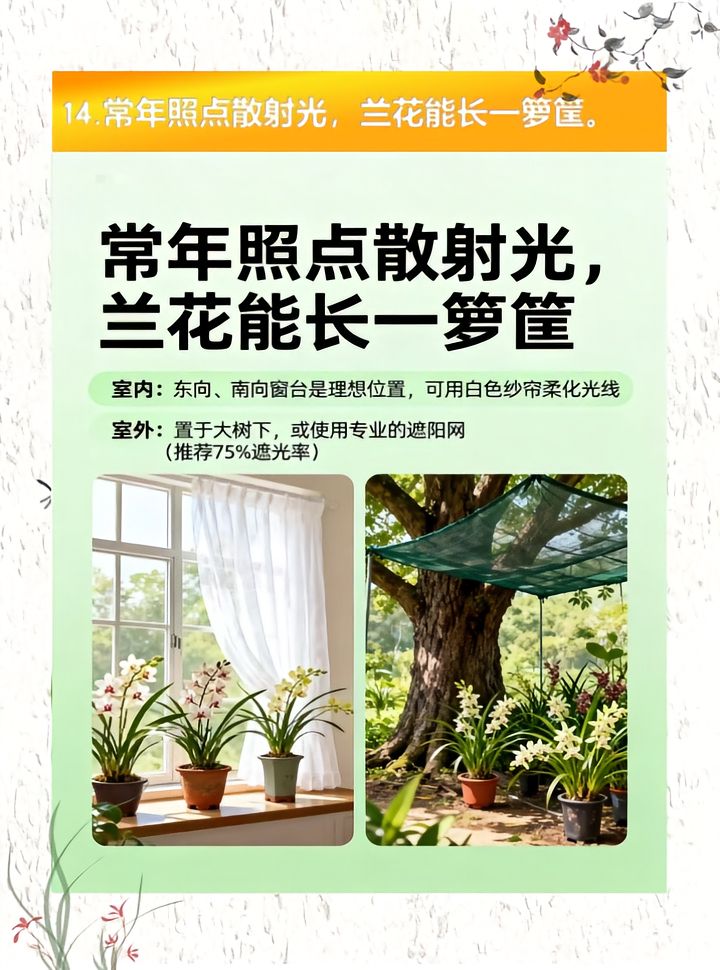 14.常年照点散射光，兰花能长一箩筐。
常年照点散射光，
兰花能长一箩筐
室内：东向、南向窗台是理想位置，可用白色纱帘柔化光线
室外：置于大树下，或使用专业的遮阳网
（推荐75%遮光率）